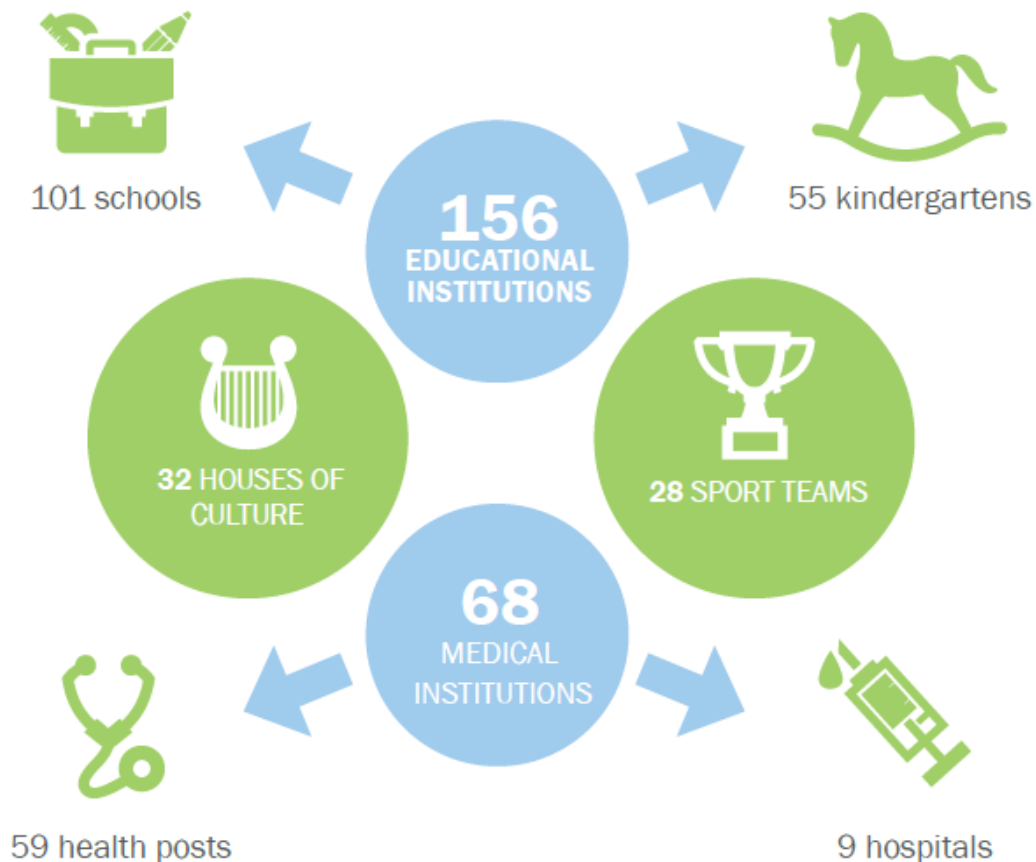 101 schools
55 kindergartens
156
EDUCATIONAL
INSTITUTIONS
32 HOUSES OF
CULTURE
28 SPORT TEAMS
68
MEDICAL
INSTITUTIONS
59 health posts
9 hospitals